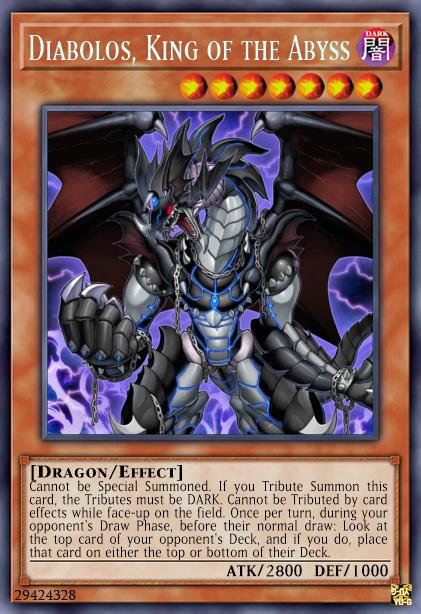 Diabolos, King of the Abyss
DARK
闇
[Dragon/Effect]
Cannot be Special Summoned. If you Tribute Summon this
card, the Tributes must be DARK. Cannot be Tributed by card
effects while face-up on the field. Once per turn, during your
opponent's Draw Phase, before their normal draw: Look at
the top card of your opponent's Deck, and if you do, place
that card on either the top or bottom of their Deck.
ATK/2800 DEF/1000
29424328